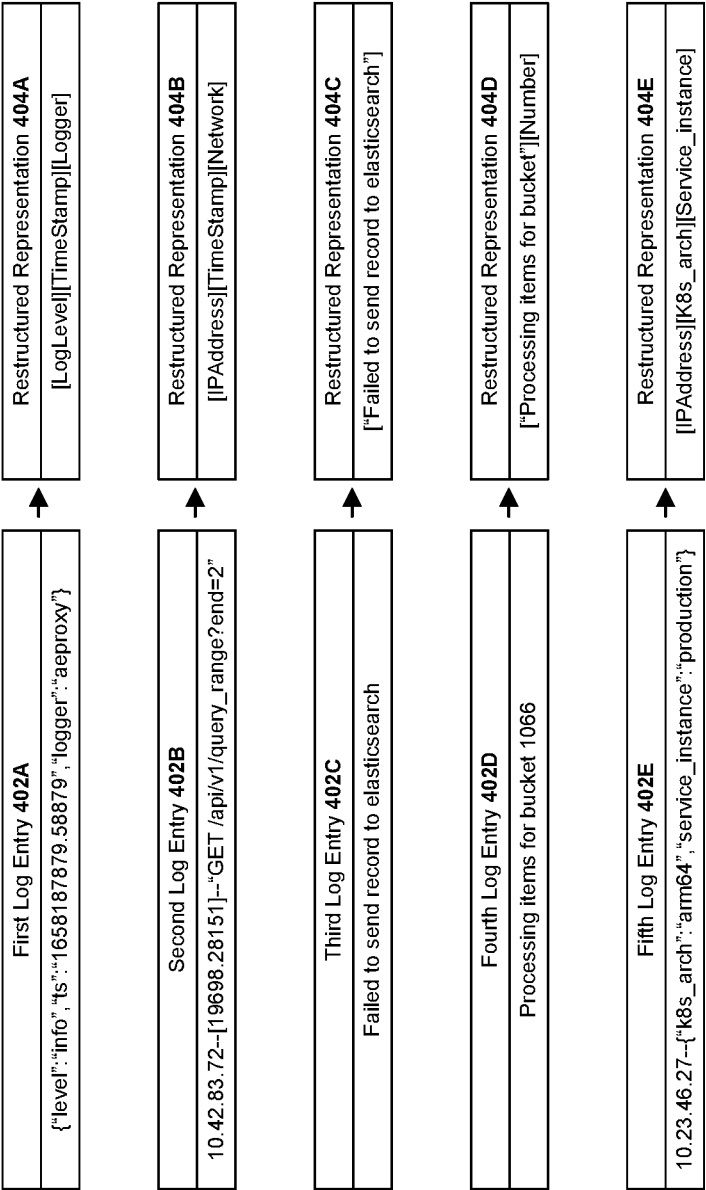 First Log Entry 402A
{“level”:“info”,“ts”:“1658187879.58879”,“logger”:“aeproxy”}
Restructured Representation 404A
[LogLevel][TimeStamp][Logger]
Second Log Entry 402B
10.42.83.72--[19698.28151]--“GET /api/v1/query_range?end=2”
Restructured Representation 404B
[IPAddress][TimeStamp][Network]
Third Log Entry 402C
Failed to send record to elasticsearch
Restructured Representation 404C
[“Failed to send record to elasticsearch”]
Fourth Log Entry 402D
Processing items for bucket 1066
Restructured Representation 404D
[“Processing items for bucket”][Number]
Fifth Log Entry 402E
10.23.46.27--{“k8s_arch”:“arm64”,“service_instance”:“production”}
Restructured Representation 404E
[IPAddress][K8s_arch][Service_instance]